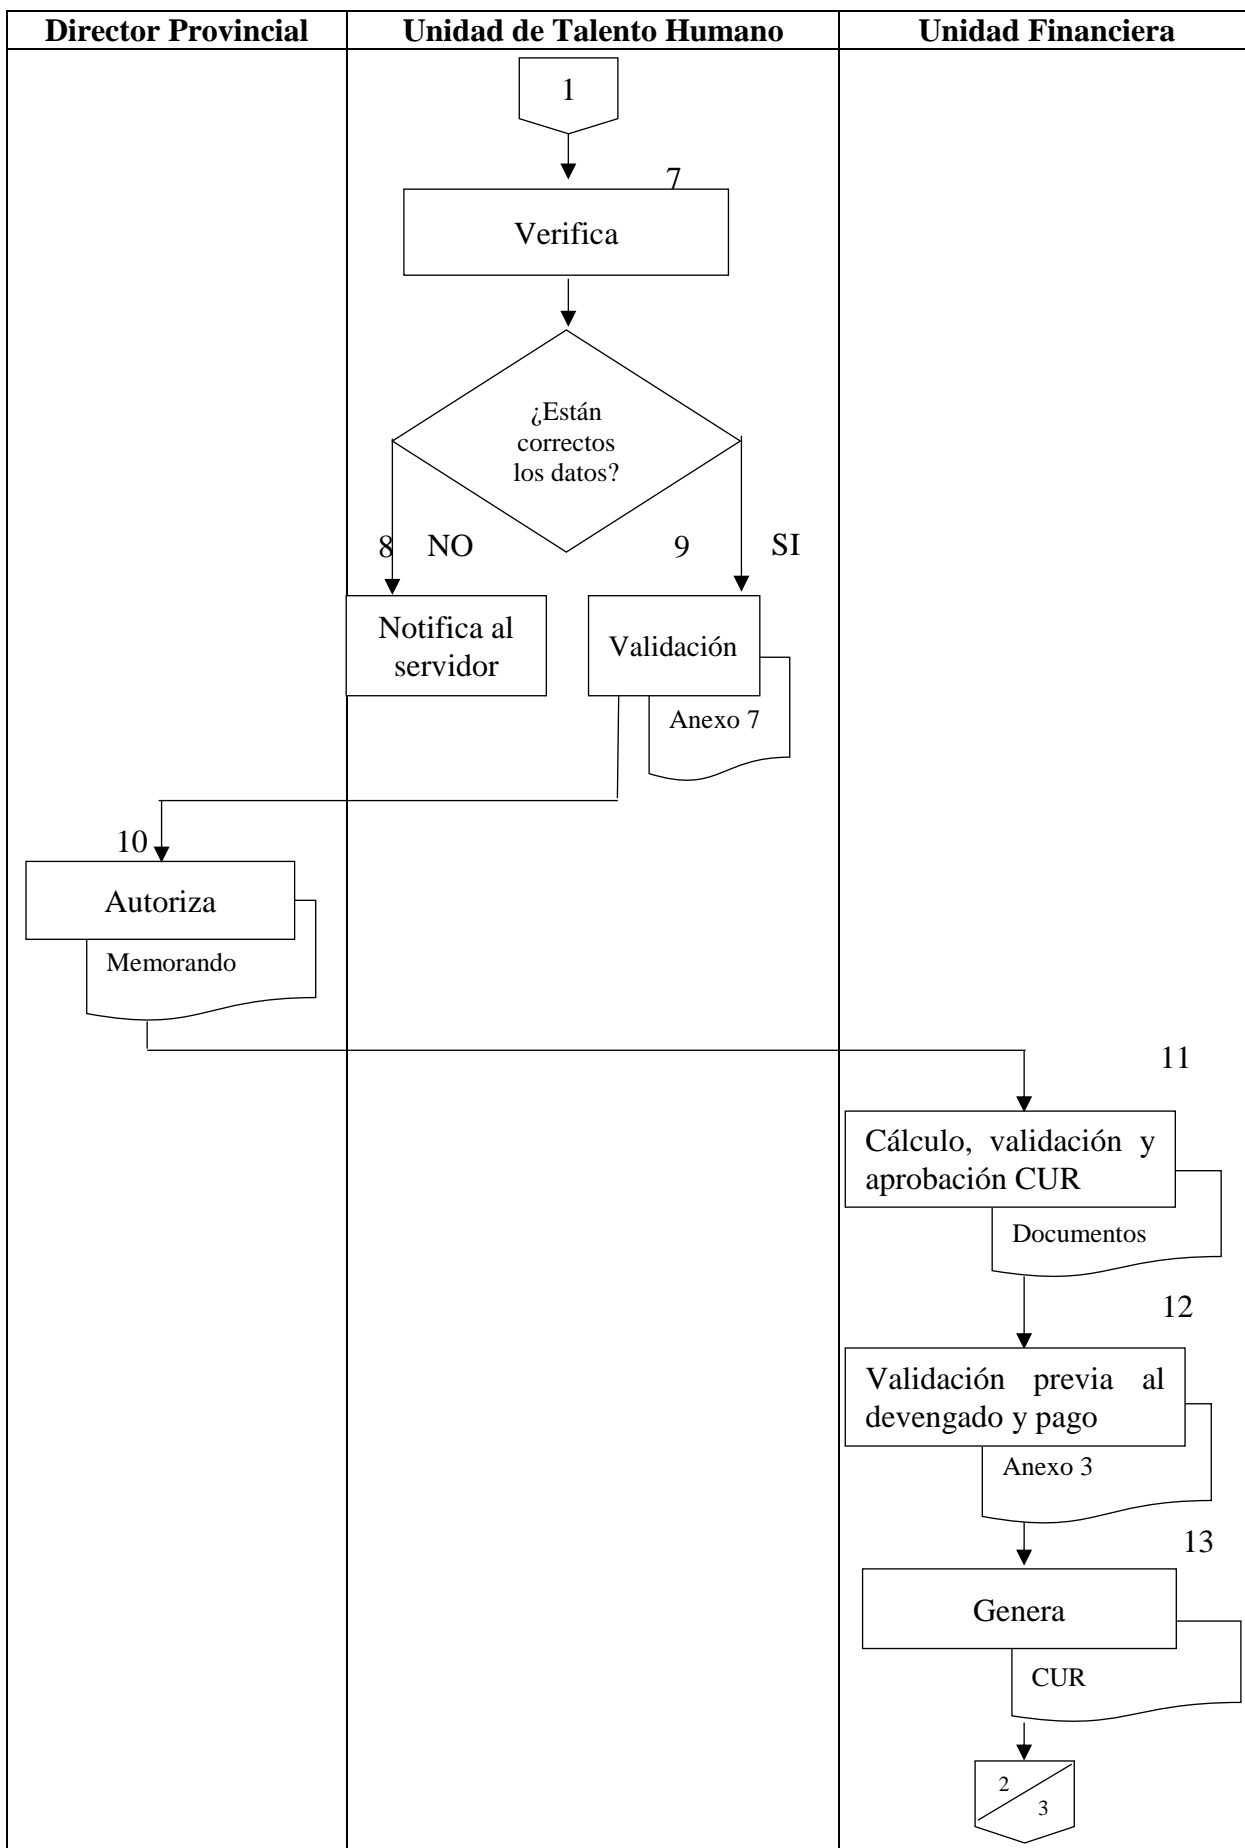 Director Provincial
Unidad de Talento Humano
Unidad Financiera
1
7
Verifica
¿Están
correctos
los datos?
8
NO
9
SI
Notifica al
servidor
Validación
Anexo 7
10
Autoriza
Memorando
11
Cálculo, validación y
aprobación CUR
Documentos
12
Validación previa al
devengado y pago
Anexo 3
13
Genera
CUR
2
3